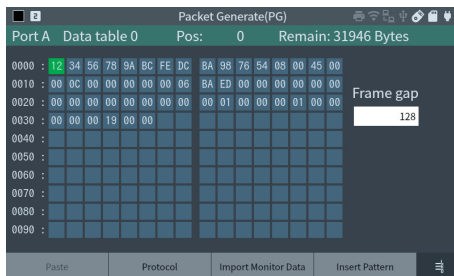 2 Packet Generate(PG)
Port A Data table 0 Pos: 0 Remain: 31946 Bytes
0000 : 12 34 56 78 9A BC FE DC BA 98 76 54 08 00 45 00
0010 : 00 0C 00 00 00 00 00 06 BA ED 00 00 00 00 00 00
0020 : 00 00 00 00 00 00 00 00 00 01 00 00 00 01 00 00
0030 : 00 00 00 19 00 00
0040 :
0050 :
0060 :
0070 :
0080 :
0090 :
Frame gap
128
Paste Protocol Import Monitor Data Insert Pattern